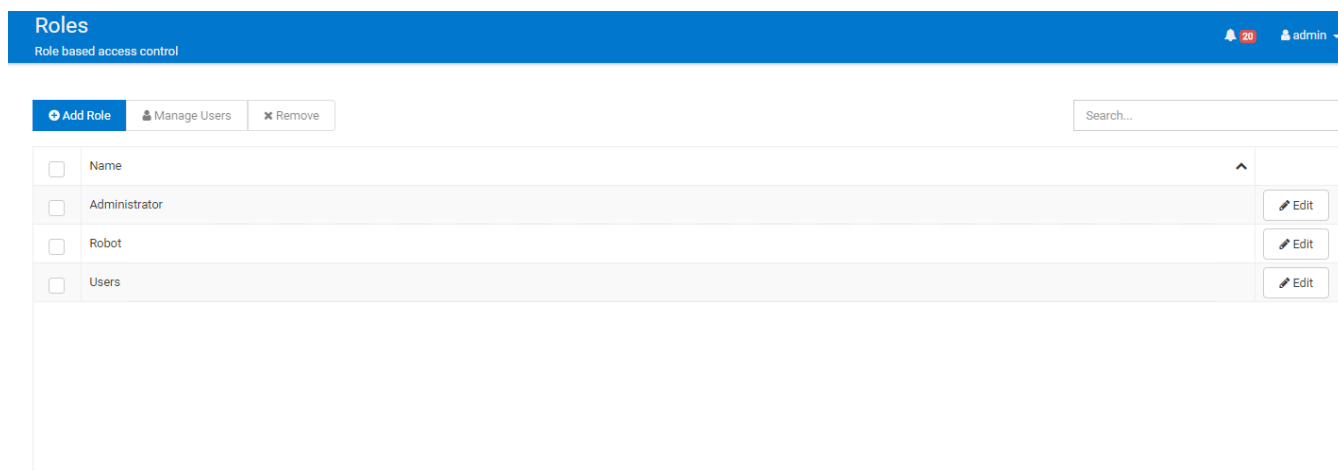 Roles
Role based access control
20 admin
Add Role Manage Users Remove Search...
Name
Administrator Edit
Robot Edit
Users Edit